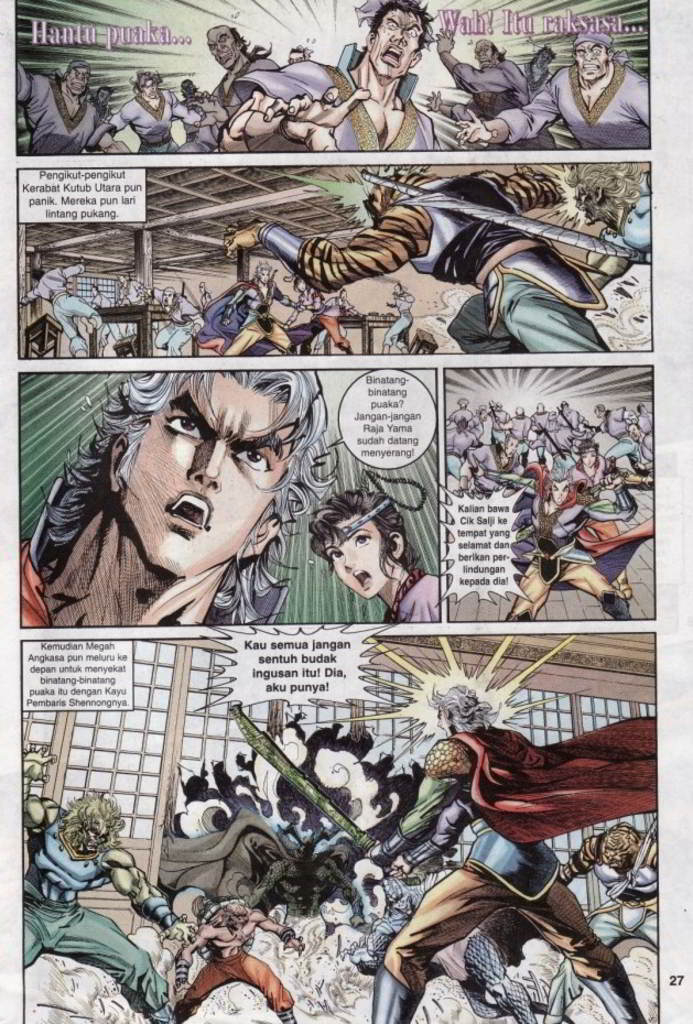 Hantu puaka...
Wah! Itu raksasa...
Pengikut-pengikut
Kerabat Kutub Utara pun
panik. Mereka pun lari
lintang pukang.
Binatang-
binatang
puaka?
Jangan-jangan
Raja Yama
sudah datang
menyerang!
Kalian bawa
Cik Salji ke
tempat yang
selamat dan
berikan per-
lindungan
kepada dia!
Kemudian Megah
Angkasa pun meluru ke
depan untuk menyekat
binatang-binatang
puaka itu dengan Kayu
Pembaris Shennongnya.
Kau semua jangan
sentuh budak
ingusan itu! Dia,
aku punya!
27